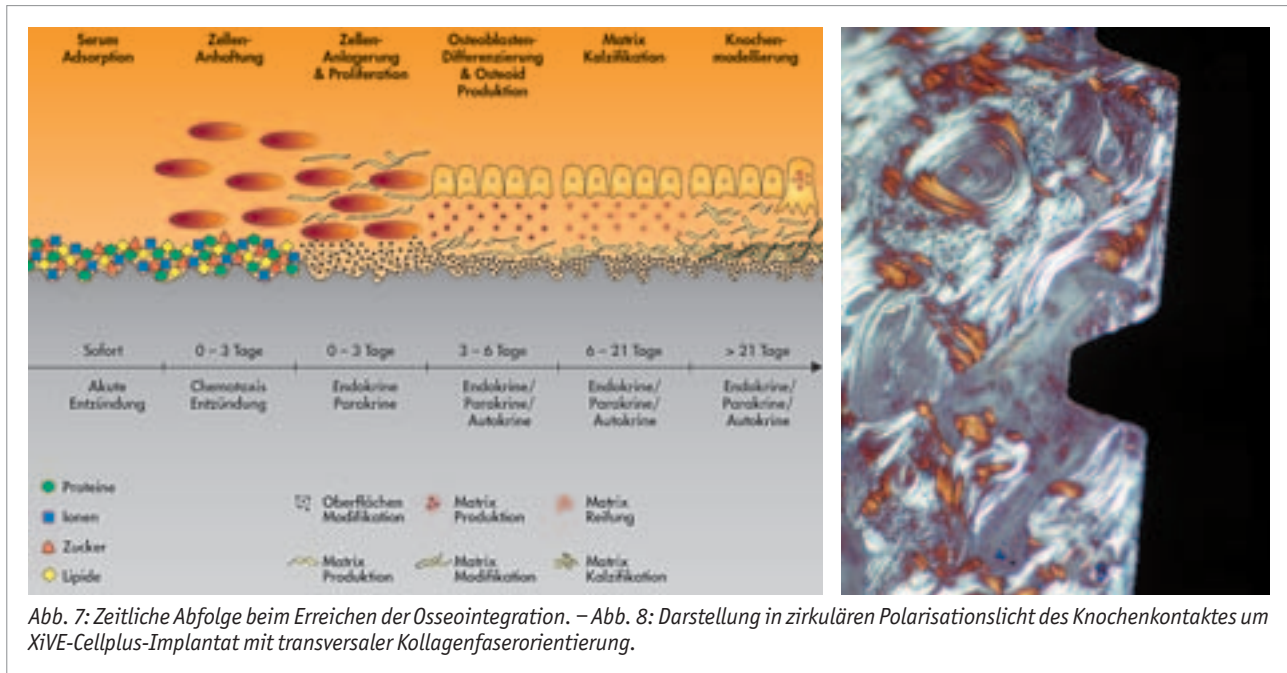 Serum
Adsorption
Zellen-
Anhaftung
Zellen-
Anlagerung
& Proliferation
Osteoblasten-
Differenzierung
& Osteoid
Produktion
Matrix
Kalzifikation
Knochen-
modellierung
Sofort
0 – 3 Tage
0 – 3 Tage
3 – 6 Tage
6 – 21 Tage
> 21 Tage
Akute
Entzündung
Chemotaxis
Entzündung
Endokrine
Parakrine
Endokrine/
Parakrine/
Autokrine
Endokrine/
Parakrine/
Autokrine
Endokrine/
Parakrine/
Autokrine
Proteine
Ionen
Zucker
Lipide
Oberflächen
Modifikation
Matrix
Produktion
Matrix
Reifung
Matrix
Produktion
Matrix
Modifikation
Matrix
Kalzifikation
Abb. 7: Zeitliche Abfolge beim Erreichen der Osseointegration. – Abb. 8: Darstellung in zirkulären Polarisationslicht des Knochenkontaktes um
XiVE-Cellplus-Implantat mit transversaler Kollagenfaserorientierung.